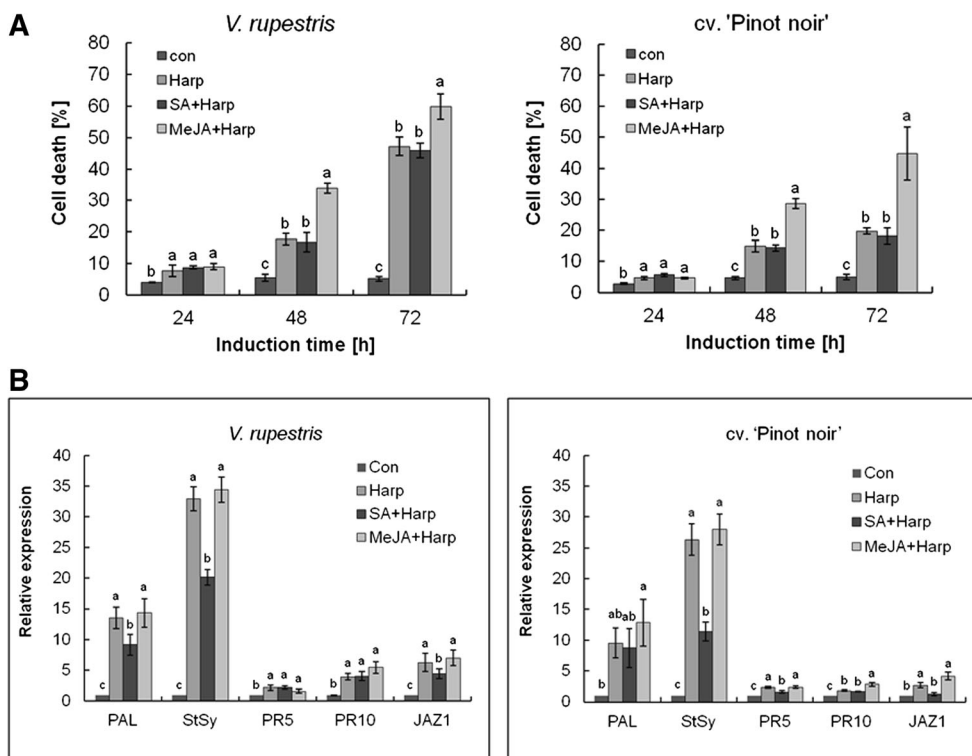 A
V. rupestris
Cell death [%]
80
70
60
50
40
30
20
10
0
con
Harp
SA+Harp
MeJA+Harp
b a a a
c b b a
c b b a
24 48 72
Induction time [h]
cv. 'Pinot noir'
Cell death [%]
80
70
60
50
40
30
20
10
0
con
Harp
SA+Harp
MeJA+Harp
b a a a
c b b a
c b b a
24 48 72
Induction time [h]
B
V. rupestris
Relative expression
40
35
30
25
20
15
10
5
0
Con
Harp
SA+Harp
MeJA+Harp
c a b a
c a b a
b a a a
b a a a
c a b a
PAL StSy PR5 PR10 JAZ1
cv. ‘Pinot noir’
Relative expression
40
35
30
25
20
15
10
5
0
Con
Harp
SA+Harp
MeJA+Harp
b ab ab a
c a b a
c a b a
c b b a
b a b a
PAL StSy PR5 PR10 JAZ1